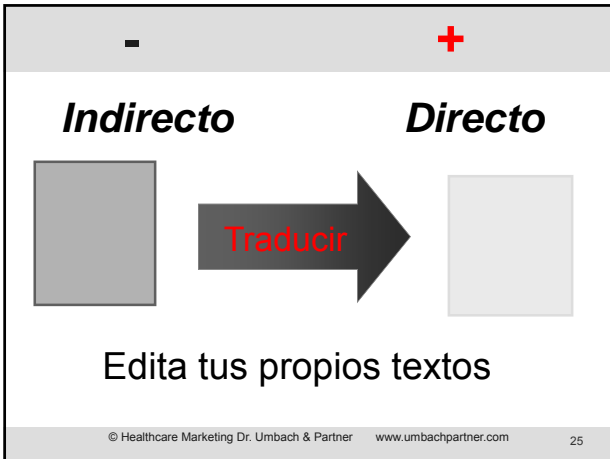 - +
Indirecto Directo
Traducir
Edita tus propios textos
© Healthcare Marketing Dr. Umbach & Partner www.umbachpartner.com 25